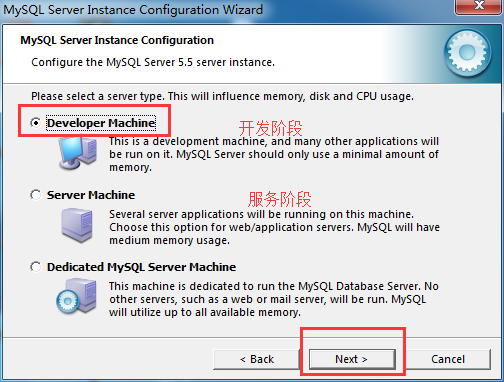 MySQL Server Instance Configuration Wizard
MySQL Server Instance Configuration
Configure the MySQL Server 5.5 server instance.
Please select a server type. This will influence memory, disk and CPU usage.
Developer Machine
开发阶段
This is a development machine, and many other applications will
be run on it. MySQL Server should only use a minimal amount of
memory.
Server Machine
服务阶段
Several server applications will be running on this machine.
Choose this option for web/application servers. MySQL will have
medium memory usage.
Dedicated MySQL Server Machine
This machine is dedicated to run the MySQL Database Server. No
other servers, such as a web or mail server, will be run. MySQL
will utilize up to all available memory.
< Back
Next >
Cancel